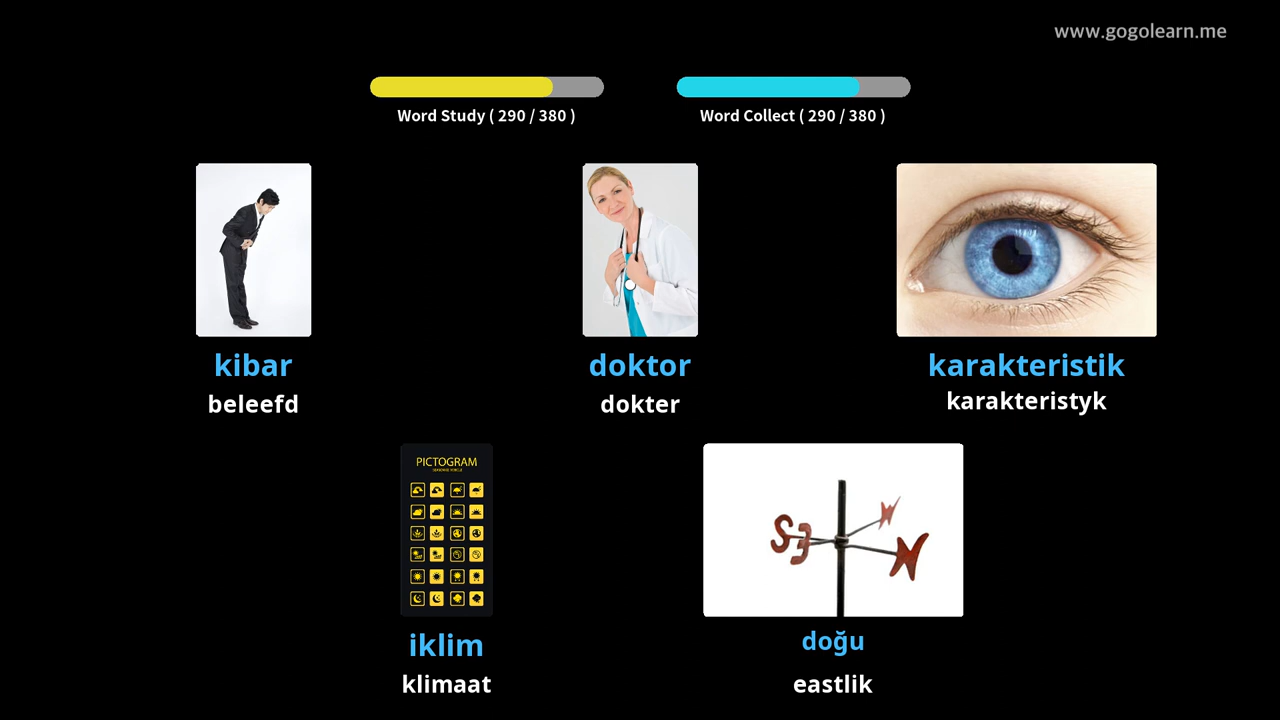 www.gogolearn.me
Word Study ( 290 / 380 )
Word Collect ( 290 / 380 )
kibar
beleefd
doktor
dokter
karakteristik
karakteristyk
PICTOGRAM
iklim
klimaat
S E N W
doğu
eastlik